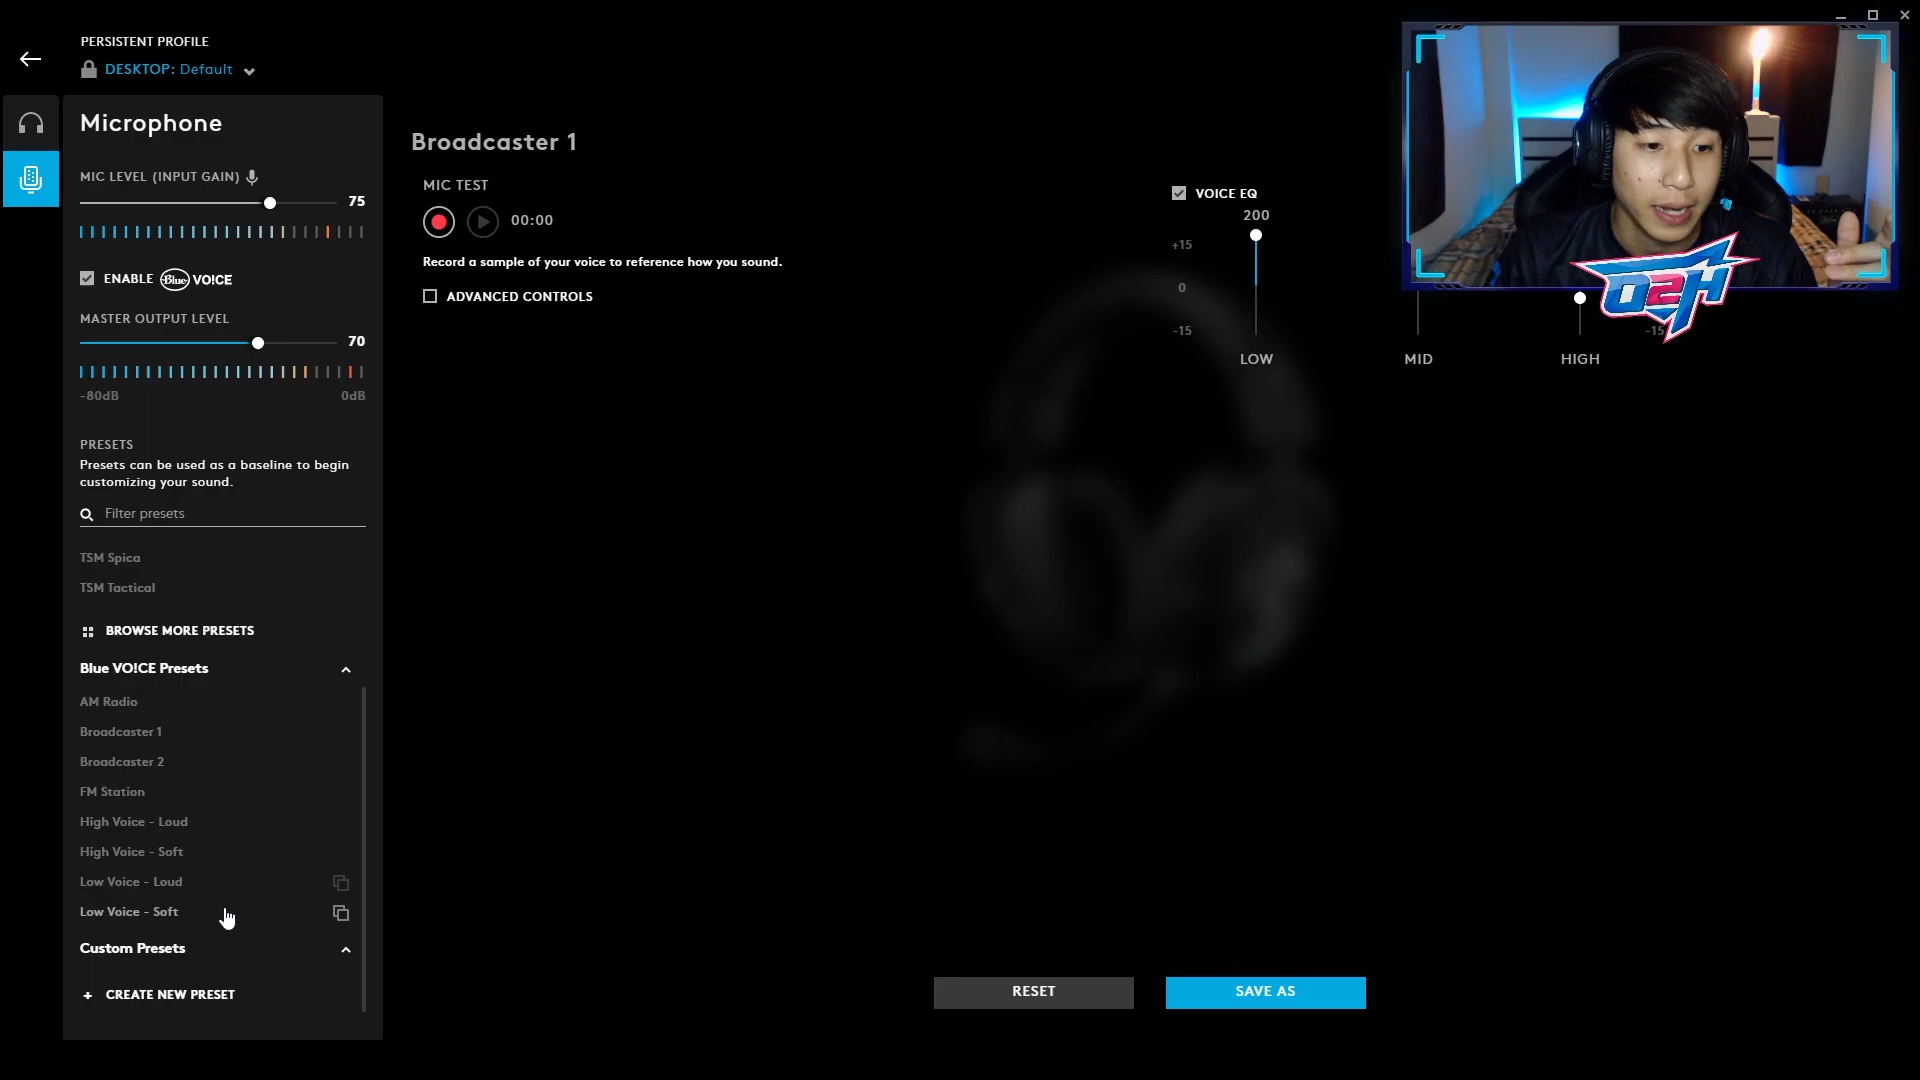 PERSISTENT PROFILE
DESKTOP: Default
Microphone
MIC LEVEL (INPUT GAIN)
75
ENABLE Blue VO!CE
MASTER OUTPUT LEVEL
70
-80dB
0dB
PRESETS
Presets can be used as a baseline to begin
customizing your sound.
Filter presets
TSM Spica
TSM Tactical
BROWSE MORE PRESETS
Blue VO!CE Presets
AM Radio
Broadcaster 1
Broadcaster 2
FM Station
High Voice - Loud
High Voice - Soft
Low Voice - Loud
Low Voice - Soft
Custom Presets
+ CREATE NEW PRESET
Broadcaster 1
MIC TEST
00:00
Record a sample of your voice to reference how you sound.
ADVANCED CONTROLS
VOICE EQ
200
+15
0
-15
-15
LOW
MID
HIGH
RESET
SAVE AS